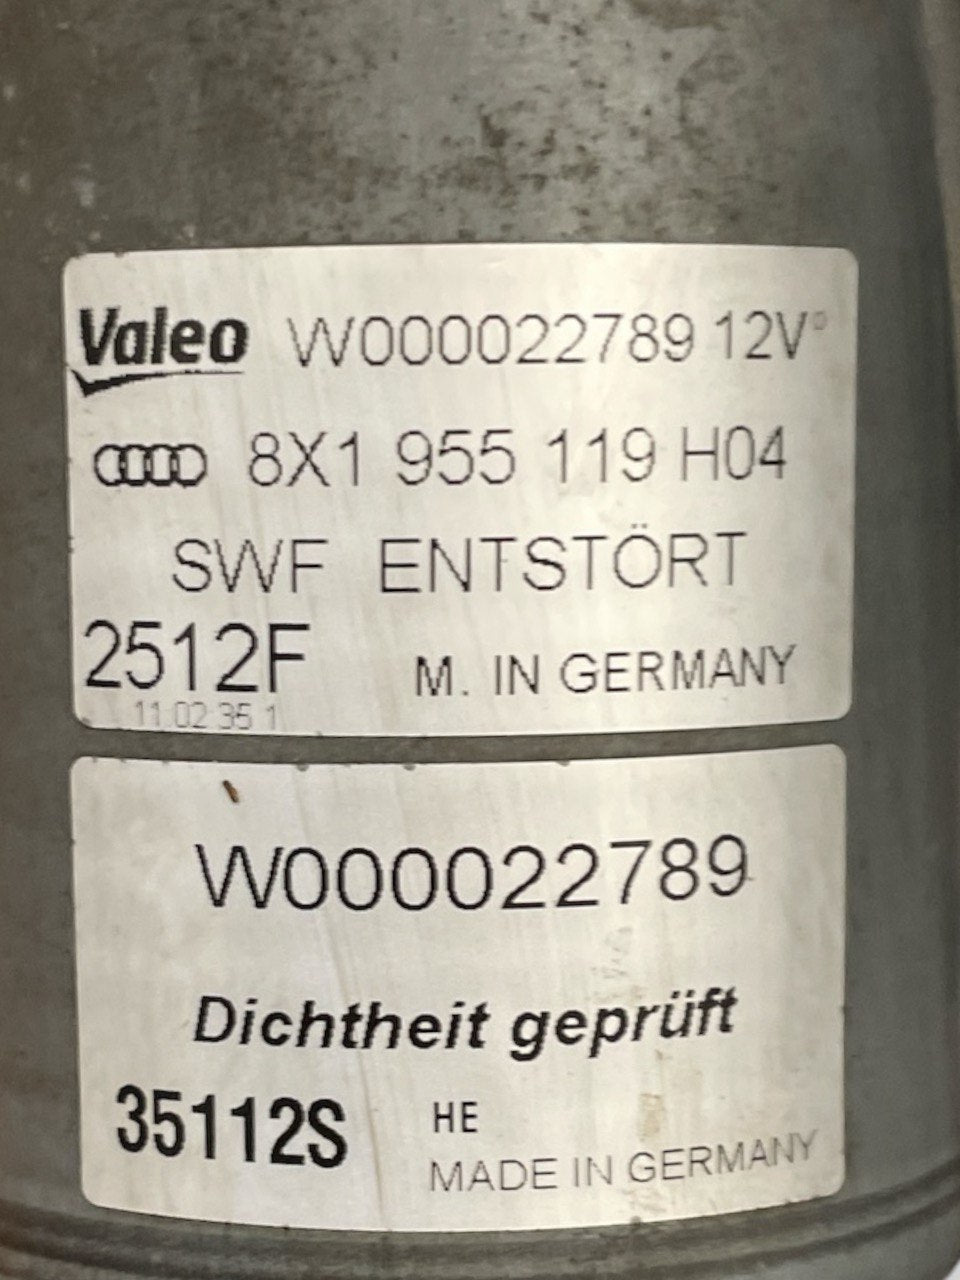 Valeo W000022789 12V°
8X1 955 119 H04
SWF ENTSTÖRT
2512F M. IN GERMANY
11.02 35 1
W000022789
Dichtheit geprüft
35112S HE
MADE IN GERMANY